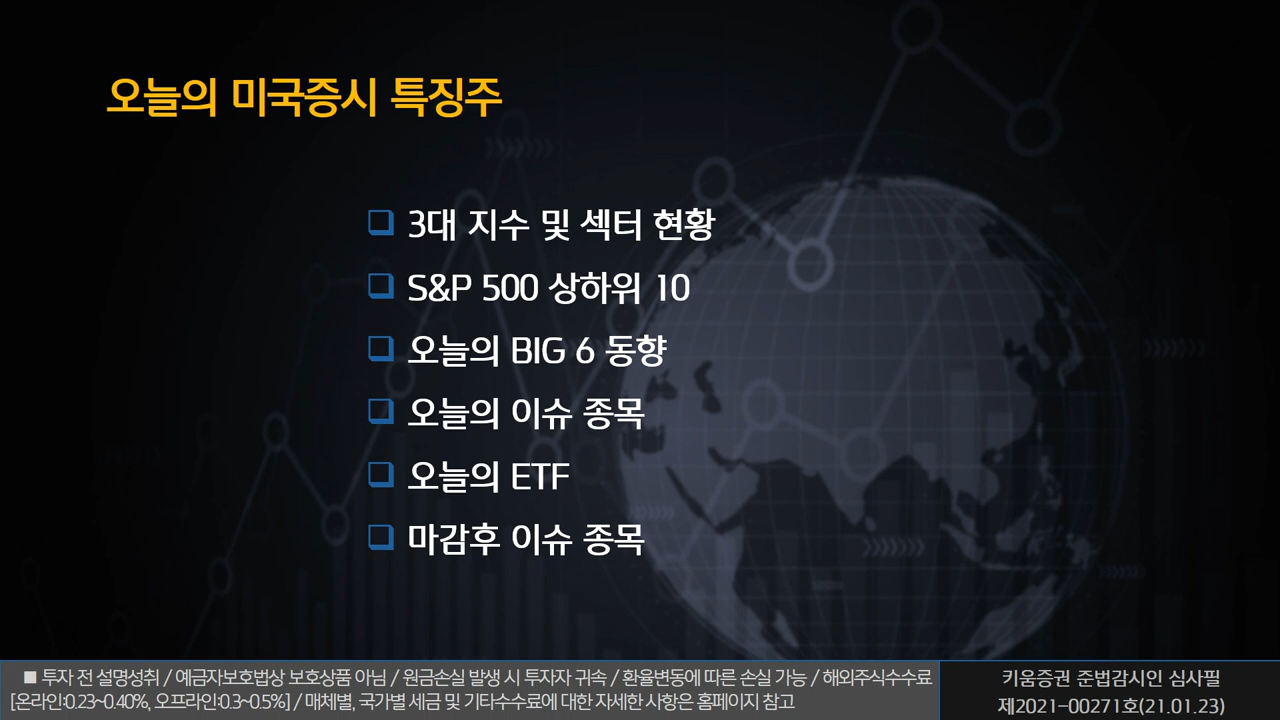 오늘의 미국증시 특징주
❑ 3대 지수 및 섹터 현황
❑ S&P 500 상하위 10
❑ 오늘의 BIG 6 동향
❑ 오늘의 이슈 종목
❑ 오늘의 ETF
❑ 마감후 이슈 종목
■ 투자 전 설명성취 / 예금자보호법상 보호상품 아님 / 원금손실 발생 시 투자자 귀속 / 환율변동에 따른 손실 가능 / 해외주식수수료
[온라인:0.23~0.40%, 오프라인:0.3~0.5%] / 매체별, 국가별 세금 및 기타수수료에 대한 자세한 사항은 홈페이지 참고
키움증권 준법감시인 심사필
제2021-00271호(21.01.23)